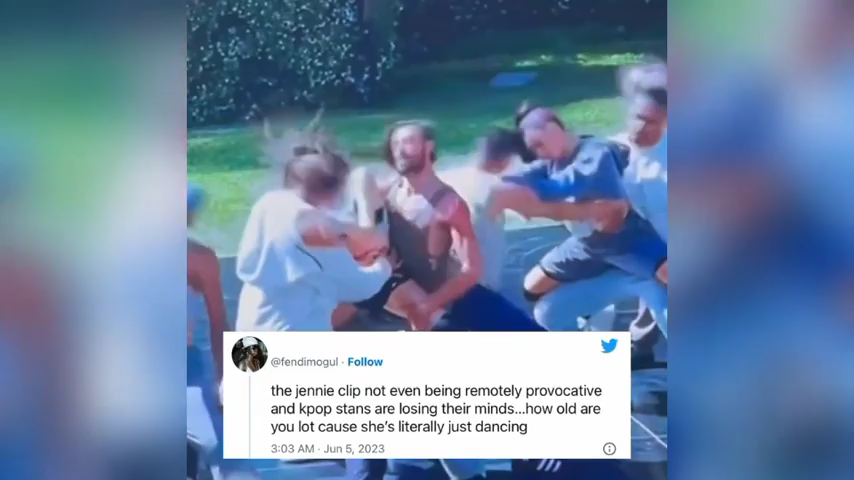 @fendimogul · Follow
the jennie clip not even being remotely provocative
and kpop stans are losing their minds...how old are
you lot cause she's literally just dancing
3:03 AM · Jun 5, 2023